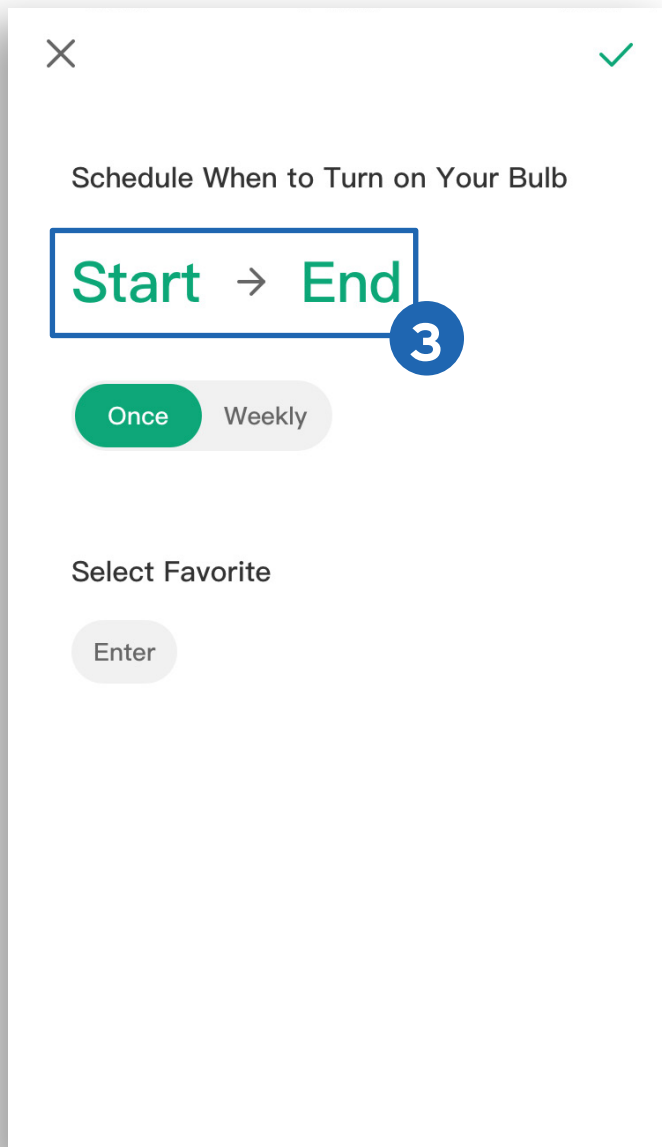 Schedule When to Turn on Your Bulb
Start → End
3
Once Weekly
Select Favorite
Enter